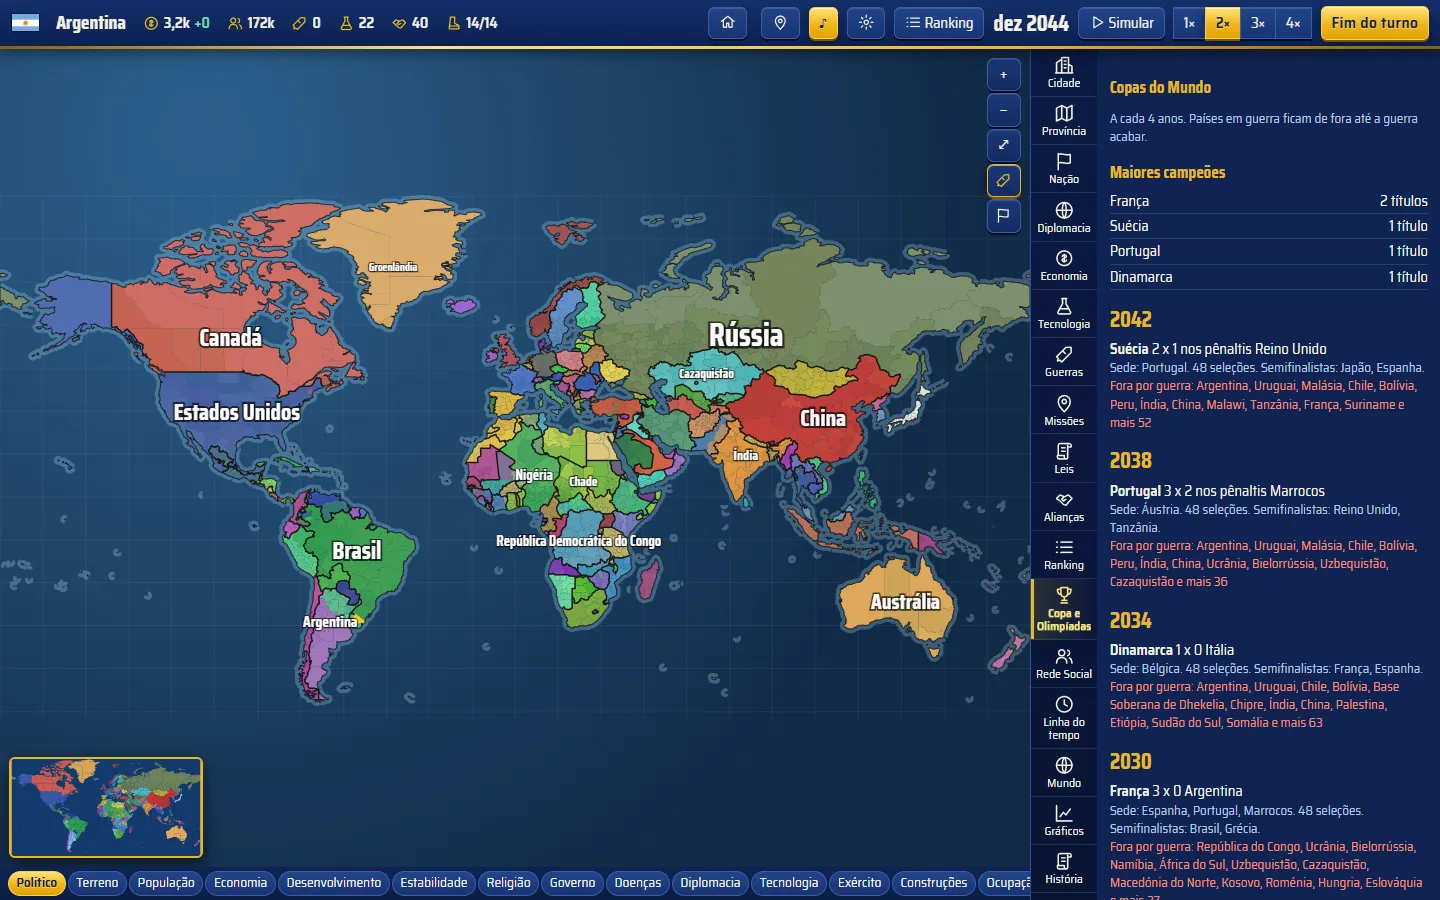 Argentina 3,2k +0 172k 0 22 40 14/14 Ranking dez 2044 Simular 1× 2× 3× 4× Fim do turno
+
−
Groenlândia
Canadá
Estados Unidos
Rússia
Cazaquistão
China
Índia
Nigéria
Chade
República Democrática do Congo
Brasil
Argentina
Austrália
Cidade
Província
Nação
Diplomacia
Economia
Tecnologia
Guerras
Missões
Leis
Alianças
Ranking
Copa e
Olimpíadas
Rede Social
Linha do
tempo
Mundo
Gráficos
História
Copas do Mundo
A cada 4 anos. Países em guerra ficam de fora até a guerra
acabar.
Maiores campeões
França 2 títulos
Suécia 1 título
Portugal 1 título
Dinamarca 1 título
2042
Suécia 2 x 1 nos pênaltis Reino Unido
Sede: Portugal. 48 seleções. Semifinalistas: Japão, Espanha.
Fora por guerra: Argentina, Uruguai, Malásia, Chile, Bolívia,
Peru, Índia, China, Malawi, Tanzânia, França, Suriname e
mais 52
2038
Portugal 3 x 2 nos pênaltis Marrocos
Sede: Áustria. 48 seleções. Semifinalistas: Reino Unido,
Tanzânia.
Fora por guerra: Argentina, Uruguai, Malásia, Chile, Bolívia,
Peru, Índia, China, Ucrânia, Bielorrússia, Uzbequistão,
Cazaquistão e mais 36
2034
Dinamarca 1 x 0 Itália
Sede: Bélgica. 48 seleções. Semifinalistas: França, Espanha.
Fora por guerra: Argentina, Uruguai, Chile, Bolívia, Base
Soberana de Dhekelia, Chipre, Índia, China, Palestina,
Etiópia, Sudão do Sul, Somália e mais 63
2030
França 3 x 0 Argentina
Sede: Espanha, Portugal, Marrocos. 48 seleções.
Semifinalistas: Brasil, Grécia.
Fora por guerra: República do Congo, Ucrânia, Bielorrússia,
Namíbia, África do Sul, Uzbequistão, Cazaquistão,
Macedónia do Norte, Kosovo, Roménia, Hungria, Eslováquia
Político Terreno População Economia Desenvolvimento Estabilidade Religião Governo Doenças Diplomacia Tecnologia Exército Construções Ocupaçã